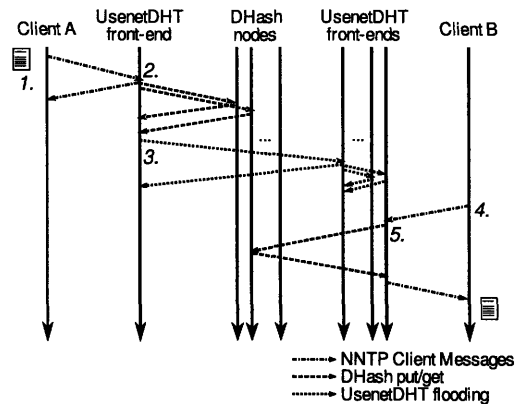 Client A
UsenetDHT
front-end
DHash
nodes
UsenetDHT
front-ends
Client B
1.
2.
...
...
3.
4.
5.
NNTP Client Messages
DHash put/get
UsenetDHT flooding